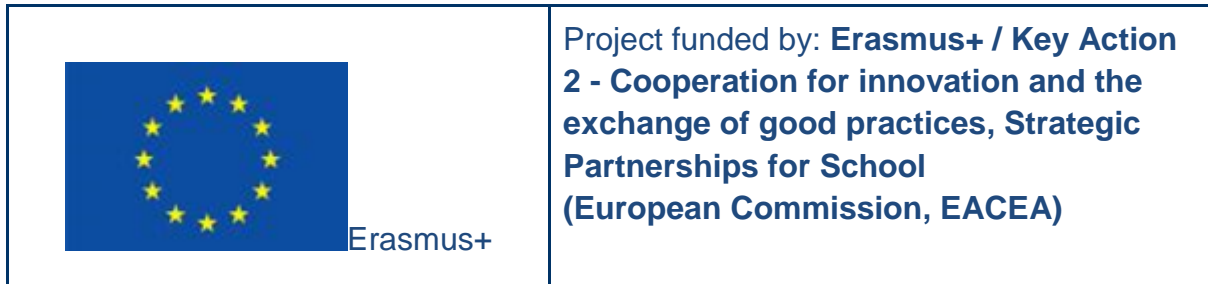 Erasmus+
Project funded by: Erasmus+ / Key Action
2 - Cooperation for innovation and the
exchange of good practices, Strategic
Partnerships for School
(European Commission, EACEA)